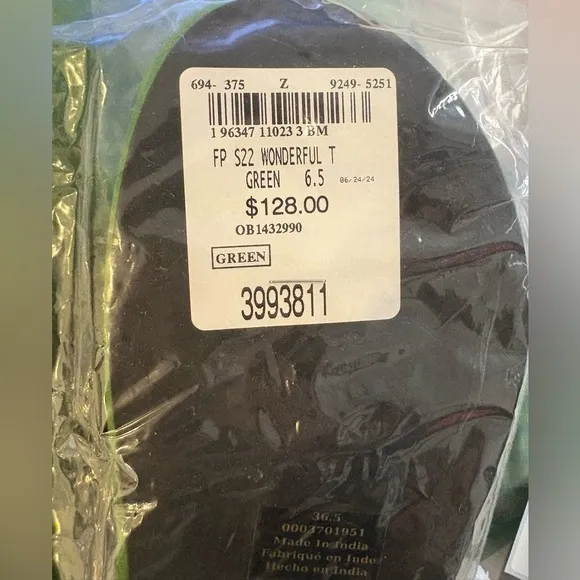 694- 375 Z 9249- 5251
1 96347 11023 3 BM
FP S22 WONDERFUL T
GREEN 6.5 06/24/24
$128.00
OB1432990
GREEN
3993811
36.5
0003701951
Made In India
Fabriqué en Inde
Hecho en India